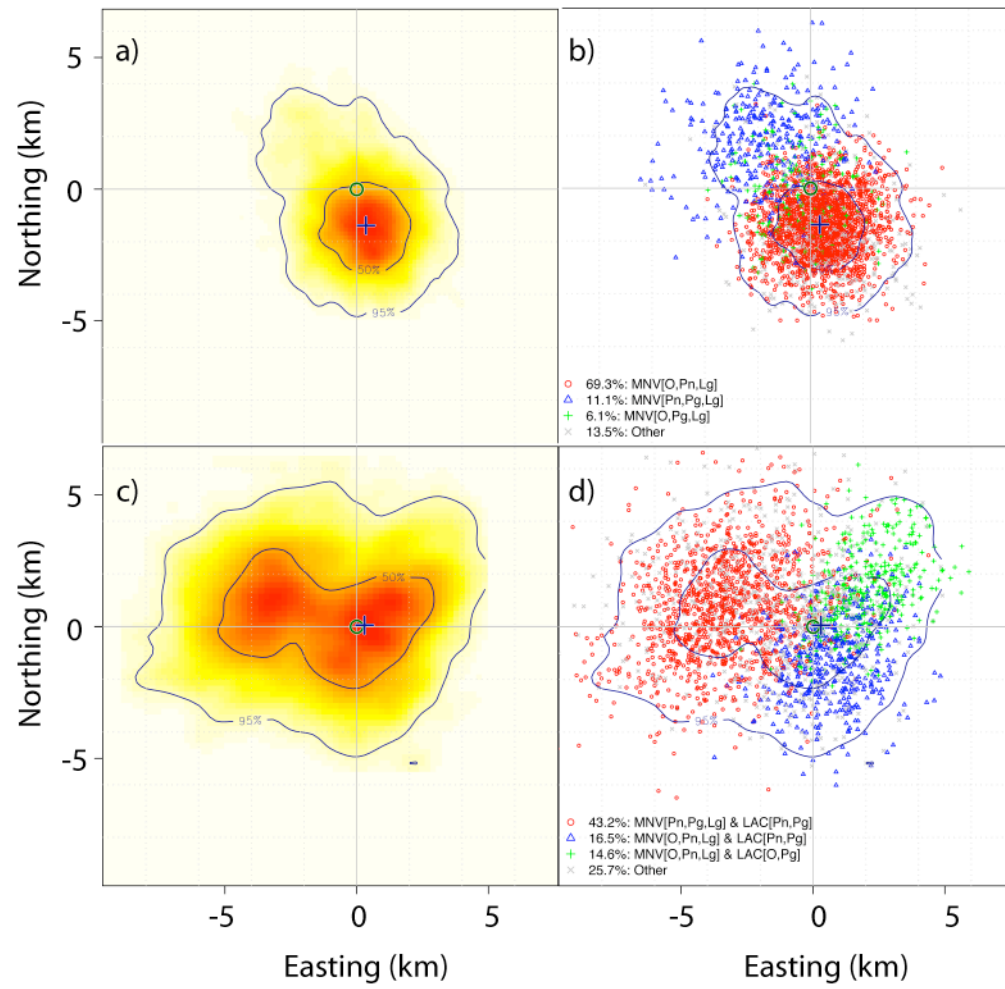 a)
b)
5
0
-5
Northing (km)
50%
95%
95%
69.3%: MNV[O,Pn,Lg]
11.1%: MNV[Pn,Pg,Lg]
6.1%: MNV[O,Pg,Lg]
13.5%: Other
c)
d)
5
0
-5
Northing (km)
50%
95%
50%
95%
43.2%: MNV[Pn,Pg,Lg] & LAC[Pn,Pg]
16.5%: MNV[O,Pn,Lg] & LAC[Pn,Pg]
14.6%: MNV[O,Pn,Lg] & LAC[O,Pg]
25.7%: Other
-5 0 5 -5 0 5
Easting (km) Easting (km)